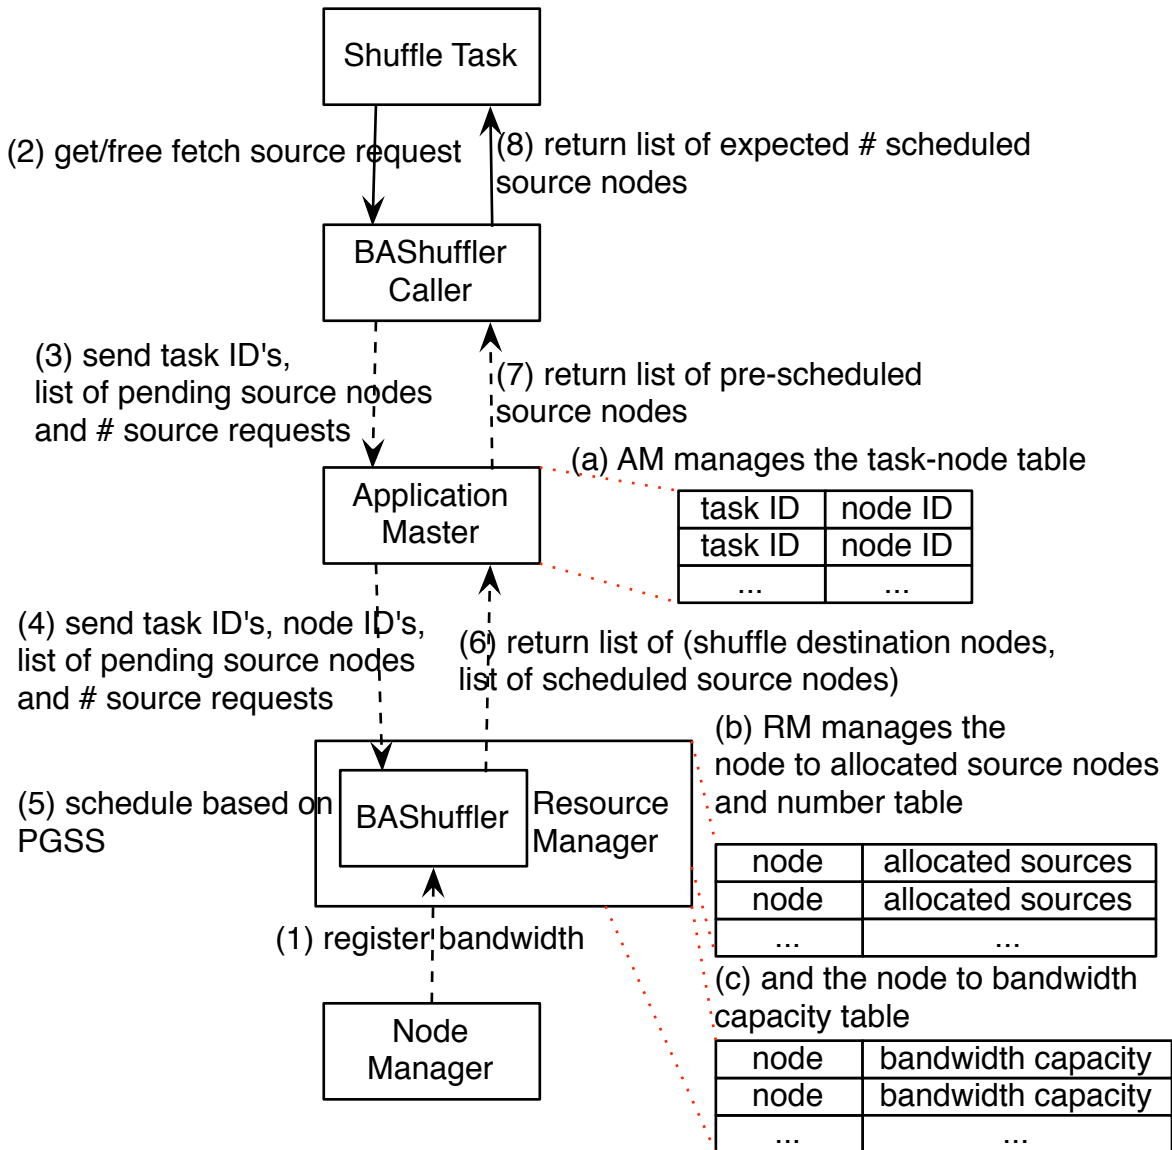 Shuffle Task
(2) get/free fetch source request
(8) return list of expected # scheduled
source nodes
BAShuffler
Caller
(3) send task ID's,
list of pending source nodes
and # source requests
(7) return list of pre-scheduled
source nodes
(a) AM manages the task-node table
Application
Master
task ID node ID
task ID node ID
... ...
(4) send task ID's, node ID's,
list of pending source nodes
and # source requests
(6) return list of (shuffle destination nodes,
list of scheduled source nodes)
(b) RM manages the
node to allocated source nodes
and number table
(5) schedule based on
PGSS
BAShuffler
Resource
Manager
node allocated sources
node allocated sources
... ...
(1) register bandwidth
(c) and the node to bandwidth
capacity table
Node
Manager
node bandwidth capacity
node bandwidth capacity
... ...